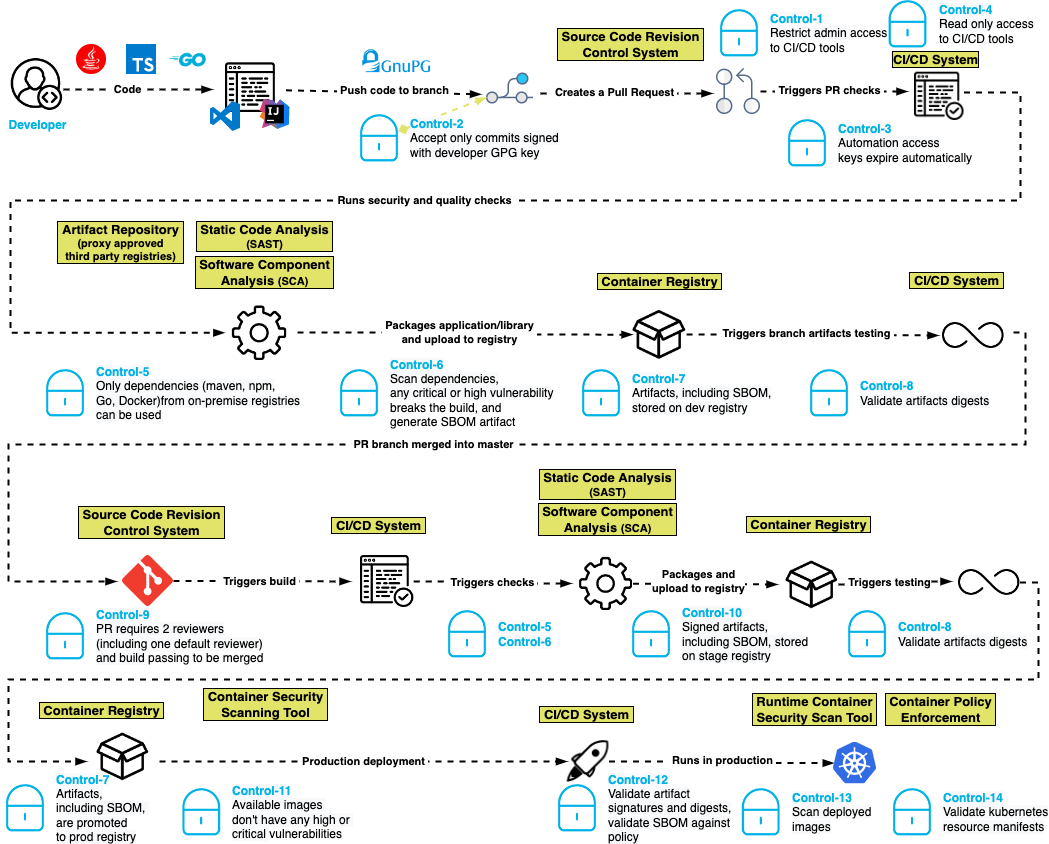 Control-4
Read only access
to CI/CD tools
Control-1
Restrict admin access
to CI/CD tools
Source Code Revision
Control System
CI/CD System
TS
GO
GnuPG
IJ
Developer
Code
Push code to branch
Creates a Pull Request
Triggers PR checks
Control-2
Accept only commits signed
with developer GPG key
Control-3
Automation access
keys expire automatically
Runs security and quality checks
Artifact Repository
(proxy approved
third party registries)
Static Code Analysis
(SAST)
Software Component
Analysis (SCA)
Container Registry
CI/CD System
Packages application/library
and upload to registry
Triggers branch artifacts testing
Control-5
Only dependencies (maven, npm,
Go, Docker)from on-premise registries
can be used
Control-6
Scan dependencies,
any critical or high vulnerability
breaks the build, and
generate SBOM artifact
Control-7
Artifacts, including SBOM,
stored on dev registry
Control-8
Validate artifacts digests
PR branch merged into master
Source Code Revision
Control System
CI/CD System
Static Code Analysis
(SAST)
Software Component
Analysis (SCA)
Container Registry
Triggers build
Triggers checks
Packages and
upload to registry
Triggers testing
Control-9
PR requires 2 reviewers
(including one default reviewer)
and build passing to be merged
Control-5
Control-6
Control-10
Signed artifacts,
including SBOM, stored
on stage registry
Control-8
Validate artifacts digests
Container Registry
Container Security
Scanning Tool
CI/CD System
Runtime Container
Security Scan Tool
Container Policy
Enforcement
Production deployment
Runs in production
Control-7
Artifacts,
including SBOM,
are promoted
to prod registry
Control-11
Available images
don't have any high or
critical vulnerabilities
Control-12
Validate artifact
signatures and digests,
validate SBOM against
policy
Control-13
Scan deployed
images
Control-14
Validate kubernetes
resource manifests